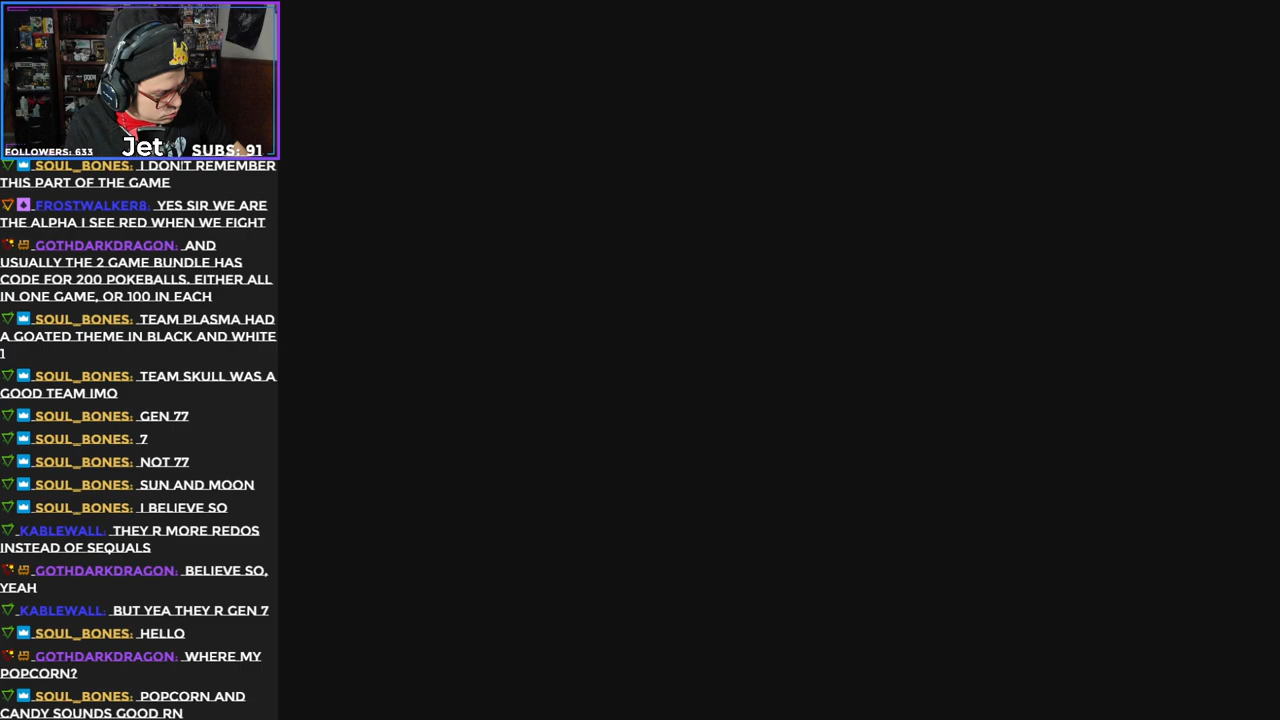 Jet
FOLLOWERS: 633
SUBS: 91
SOUL_BONES: I DON'T REMEMBER
THIS PART OF THE GAME
FROSTWALKER8: YES SIR WE ARE
THE ALPHA I SEE RED WHEN WE FIGHT
GOTHDARKDRAGON: AND
USUALLY THE 2 GAME BUNDLE HAS
CODE FOR 200 POKEBALLS. EITHER ALL
IN ONE GAME, OR 100 IN EACH
SOUL_BONES: TEAM PLASMA HAD
A GOATED THEME IN BLACK AND WHITE
1
SOUL_BONES: TEAM SKULL WAS A
GOOD TEAM IMO
SOUL_BONES: GEN 77
SOUL_BONES: 7
SOUL_BONES: NOT 77
SOUL_BONES: SUN AND MOON
SOUL_BONES: I BELIEVE SO
KABLEWALL: THEY R MORE REDOS
INSTEAD OF SEQUALS
GOTHDARKDRAGON: BELIEVE SO,
YEAH
KABLEWALL: BUT YEA THEY R GEN 7
SOUL_BONES: HELLO
GOTHDARKDRAGON: WHERE MY
POPCORN?
SOUL_BONES: POPCORN AND
CANDY SOUNDS GOOD RN